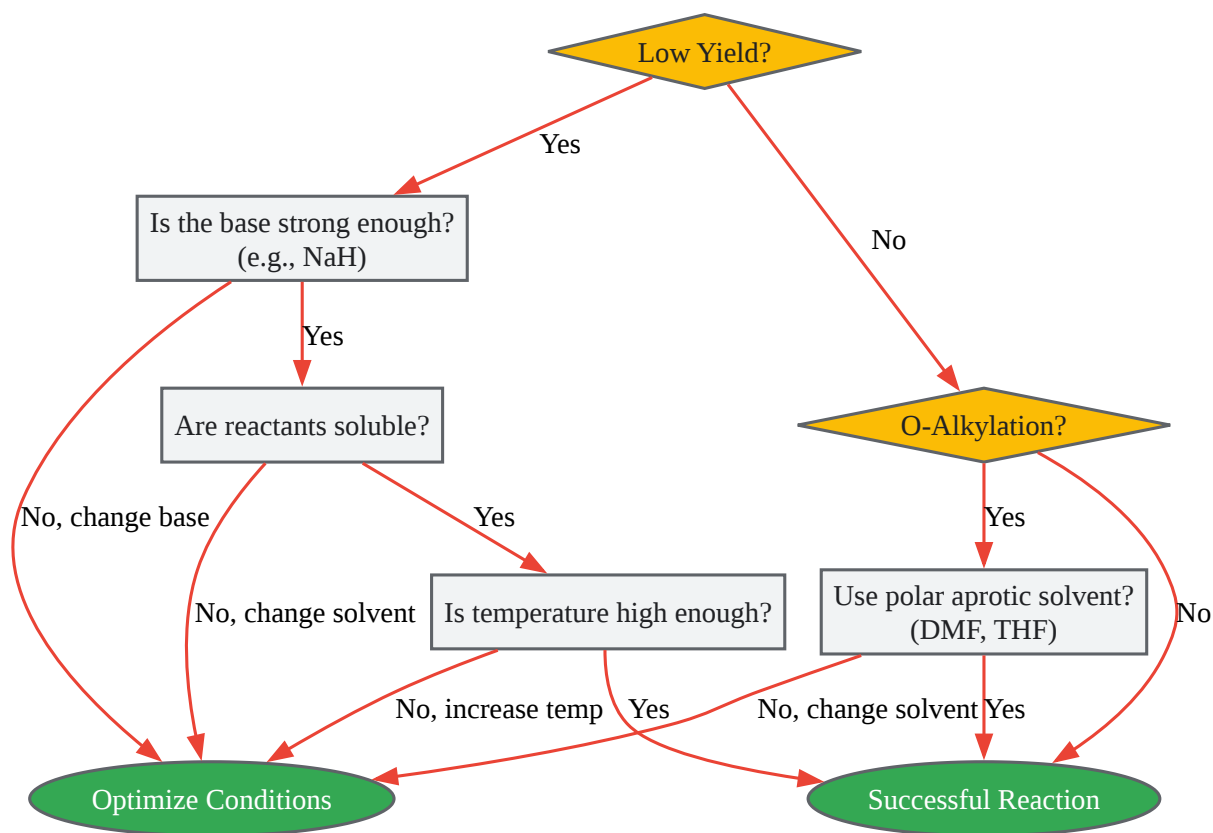 Low Yield?
Yes
Is the base strong enough?
(e.g., NaH)
No
Yes
Are reactants soluble?
O-Alkylation?
No, change base
Yes
Yes
No, change solvent
Is temperature high enough?
Use polar aprotic solvent?
(DMF, THF)
No
No, increase temp
Yes
No, change solvent
Yes
Optimize Conditions
Successful Reaction